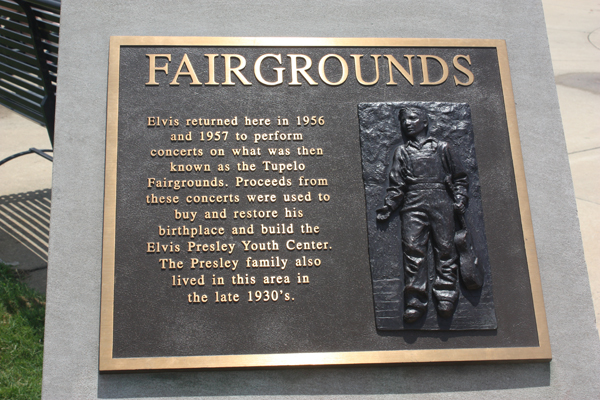 FAIRGROUNDS
Elvis returned here in 1956
and 1957 to perform
concerts on what was then
known as the Tupelo
Fairgrounds. Proceeds from
these concerts were used to
buy and restore his
birthplace and build the
Elvis Presley Youth Center.
The Presley family also
lived in this area in
the late 1930's.